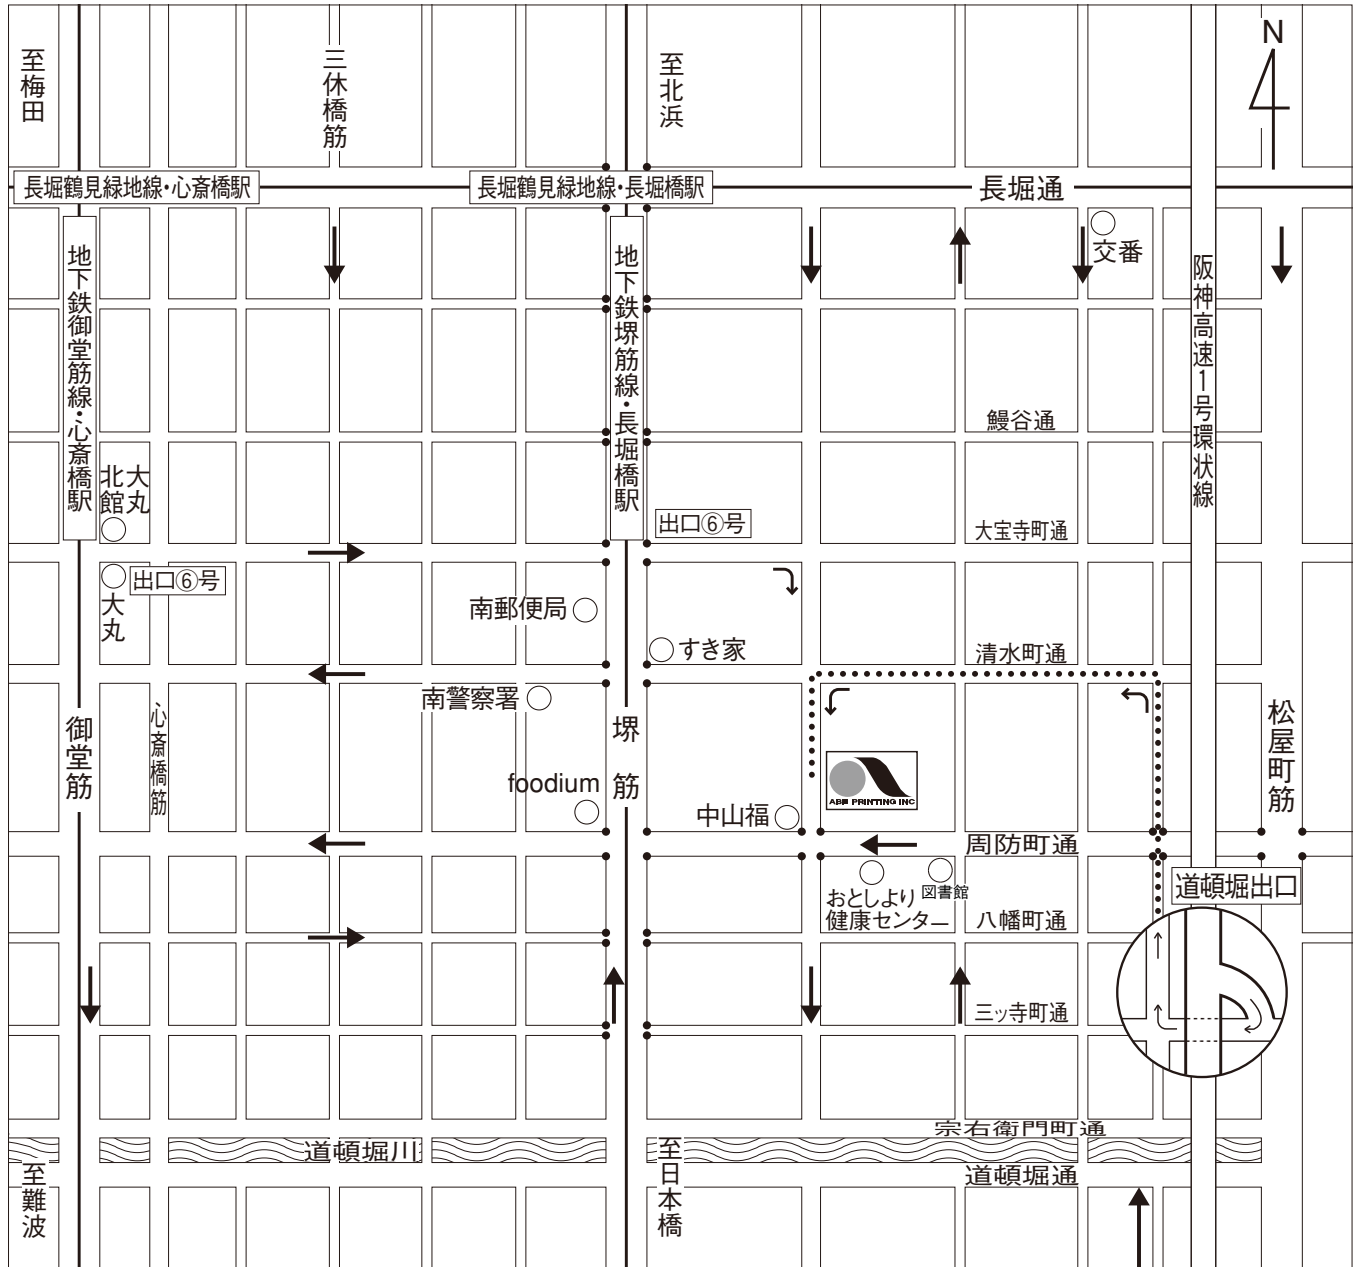 至梅田
三休橋筋
至北浜
N
長堀鶴見緑地線・心斎橋駅
長堀鶴見緑地線・長堀橋駅
長堀通
交番
地下鉄御堂筋線・心斎橋駅
地下鉄堺筋線・長堀橋駅
阪神高速1号環状線
鰻谷通
大丸北館
出口⑥号
大宝寺町通
出口⑥号
大丸
南郵便局
すき家
清水町通
南警察署
御堂筋
心斎橋筋
堺筋
松屋町筋
foodium
ABE PRINTING INC
中山福
周防町通
道頓堀出口
おとしより
健康センター
図書館
八幡町通
三ッ寺町通
宗右衛門町通
道頓堀川
道頓堀通
至難波
至日本橋